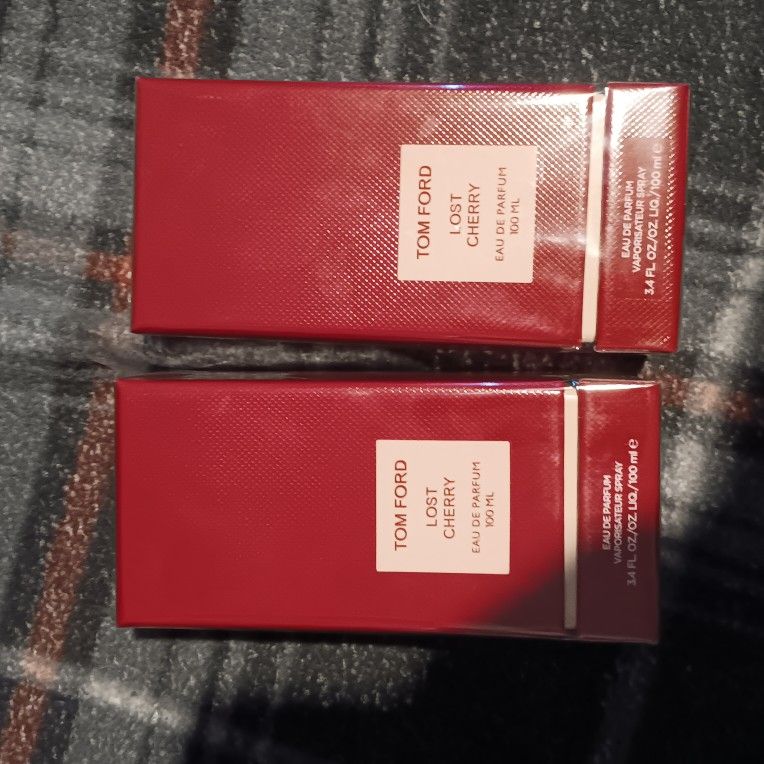 TOM FORD
LOST
CHERRY
EAU DE PARFUM
100 ML
EAU DE PARFUM
VAPORISATEUR SPRAY
3.4 FL. OZ./OZ. LIQ./100 ml e
TOM FORD
LOST
CHERRY
EAU DE PARFUM
100 ML
EAU DE PARFUM
VAPORISATEUR SPRAY
3.4 FL. OZ./OZ. LIQ./100 ml e